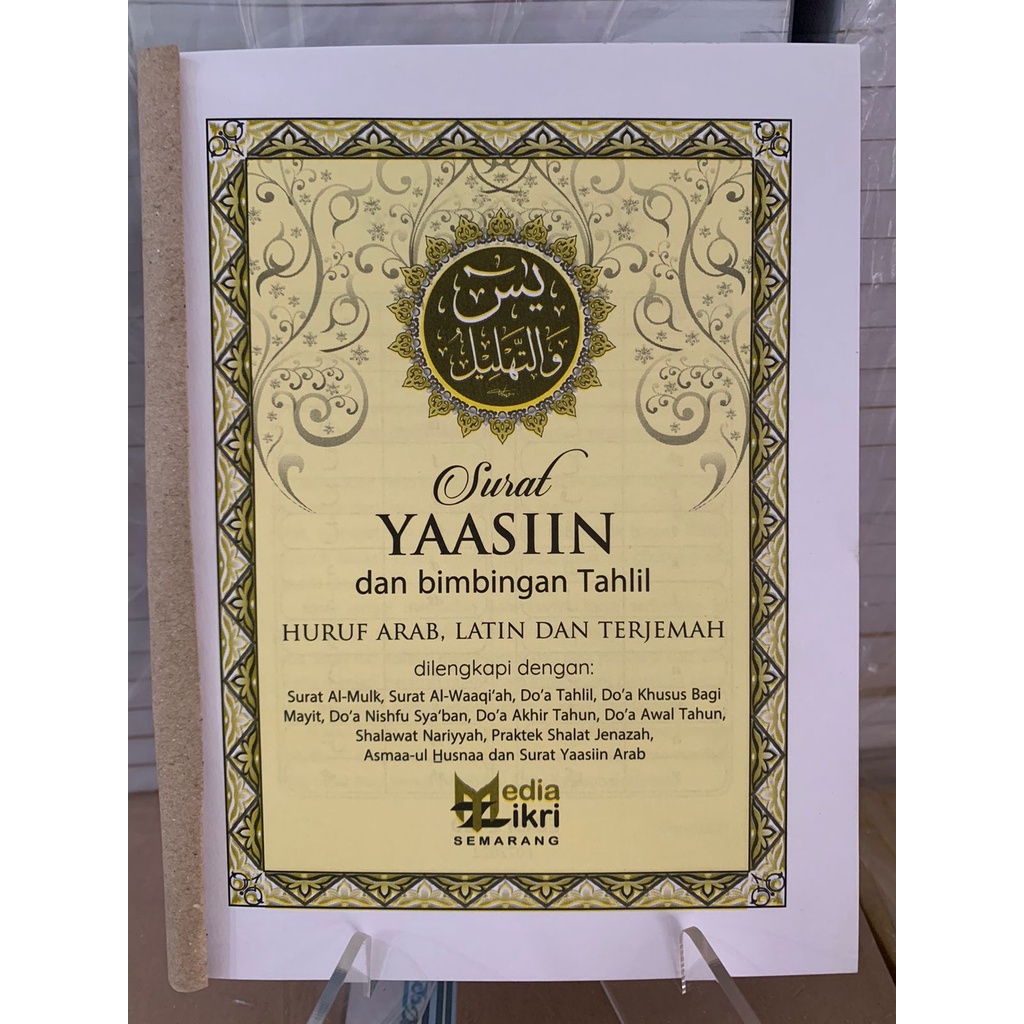 يس
والتَّهْلِيْلُ
Surat
YAASIIN
dan bimbingan Tahlil
HURUF ARAB, LATIN DAN TERJEMAH
dilengkapi dengan:
Surat Al-Mulk, Surat Al-Waaqi'ah, Do'a Tahlil, Do'a Khusus Bagi
Mayit, Do'a Nishfu Sya'ban, Do'a Akhir Tahun, Do'a Awal Tahun,
Shalawat Nariyyah, Praktek Shalat Jenazah,
Asmaa-ul Husnaa dan Surat Yaasiin Arab
Media
Zikri
SEMARANG